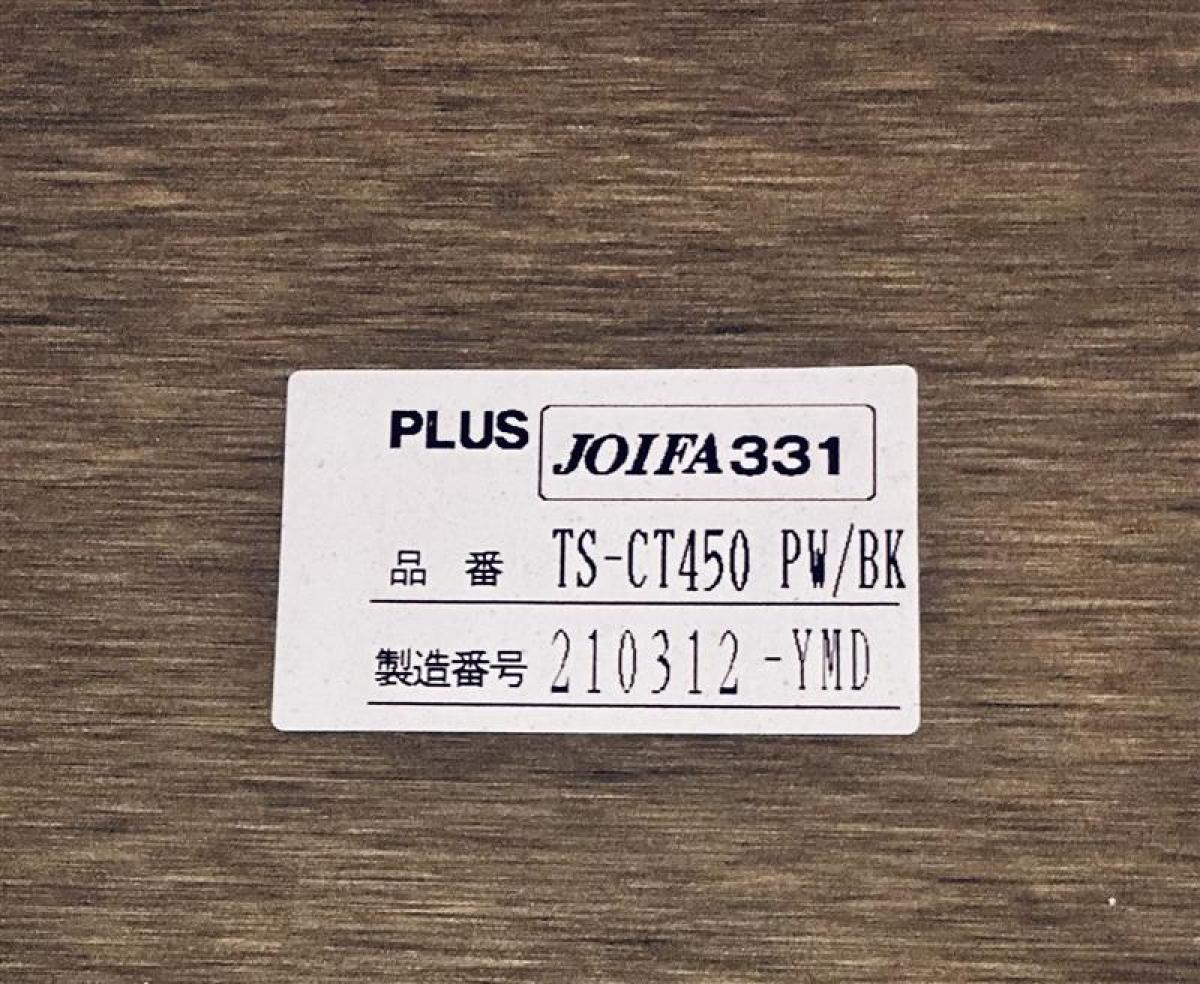 PLUS JOIFA331
品番 TS-CT450 PW/BK
製造番号 210312-YMD